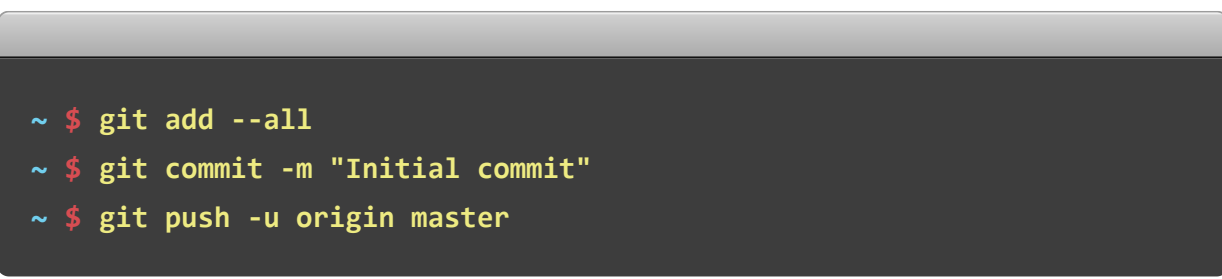 ~ $ git add --all
~ $ git commit -m "Initial commit"
~ $ git push -u origin master